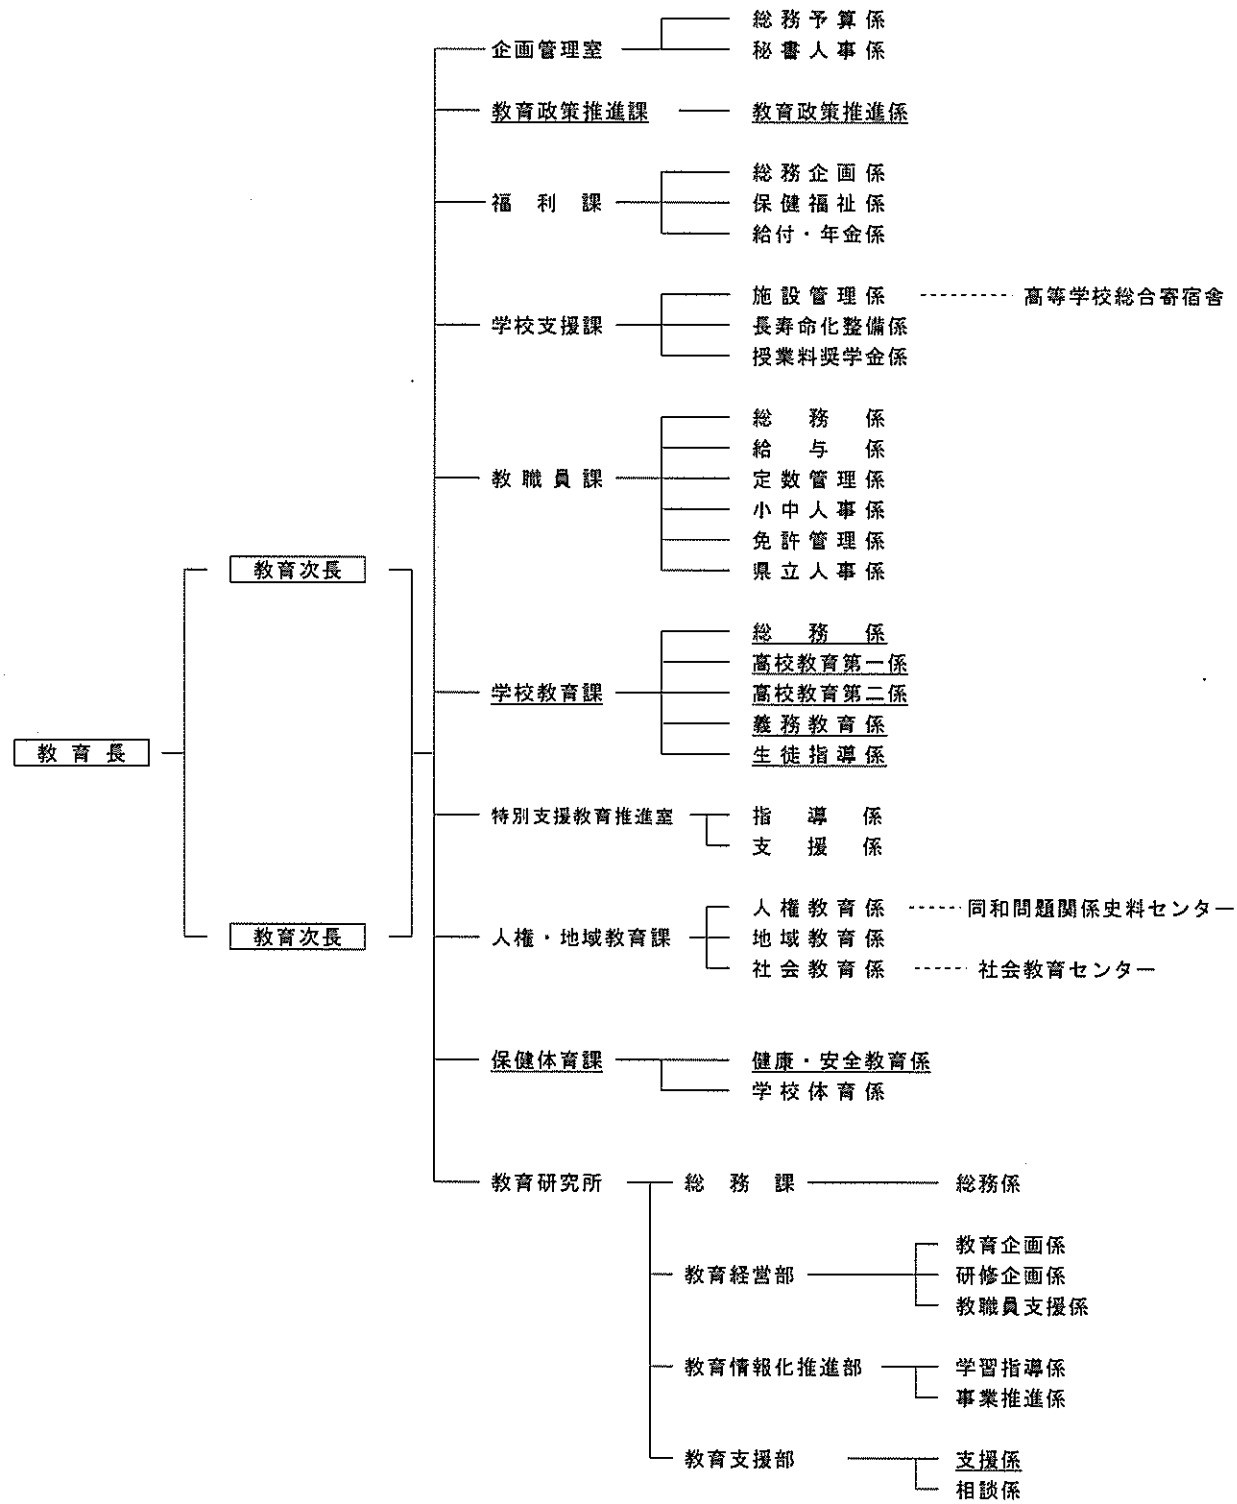 総務予算係
企画管理室
秘書人事係
教育政策推進課 教育政策推進係
総務企画係
福利課 保健福祉係
給付・年金係
施設管理係 高等学校総合寄宿舎
学校支援課 長寿命化整備係
授業料奨学金係
総務係
給与係
教職員課 定数管理係
小中人事係
免許管理係
県立人事係
教育次長
総務係
高校教育第一係
学校教育課 高校教育第二係
義務教育係
生徒指導係
教育長
特別支援教育推進室 指導係
支援係
人権教育係 同和問題関係史料センター
教育次長 人権・地域教育課 地域教育係
社会教育係 社会教育センター
保健体育課 健康・安全教育係
学校体育係
教育研究所 総務課 総務係
教育企画係
教育経営部 研修企画係
教職員支援係
教育情報化推進部 学習指導係
事業推進係
教育支援部 支援係
相談係